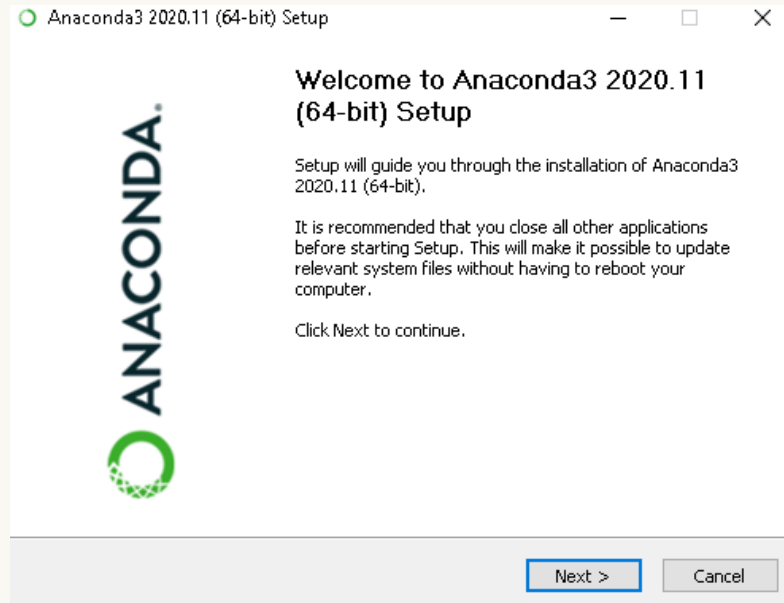 Anaconda3 2020.11 (64-bit) Setup
ANACONDA.
Welcome to Anaconda3 2020.11
(64-bit) Setup
Setup will guide you through the installation of Anaconda3
2020.11 (64-bit).
It is recommended that you close all other applications
before starting Setup. This will make it possible to update
relevant system files without having to reboot your
computer.
Click Next to continue.
Next >
Cancel